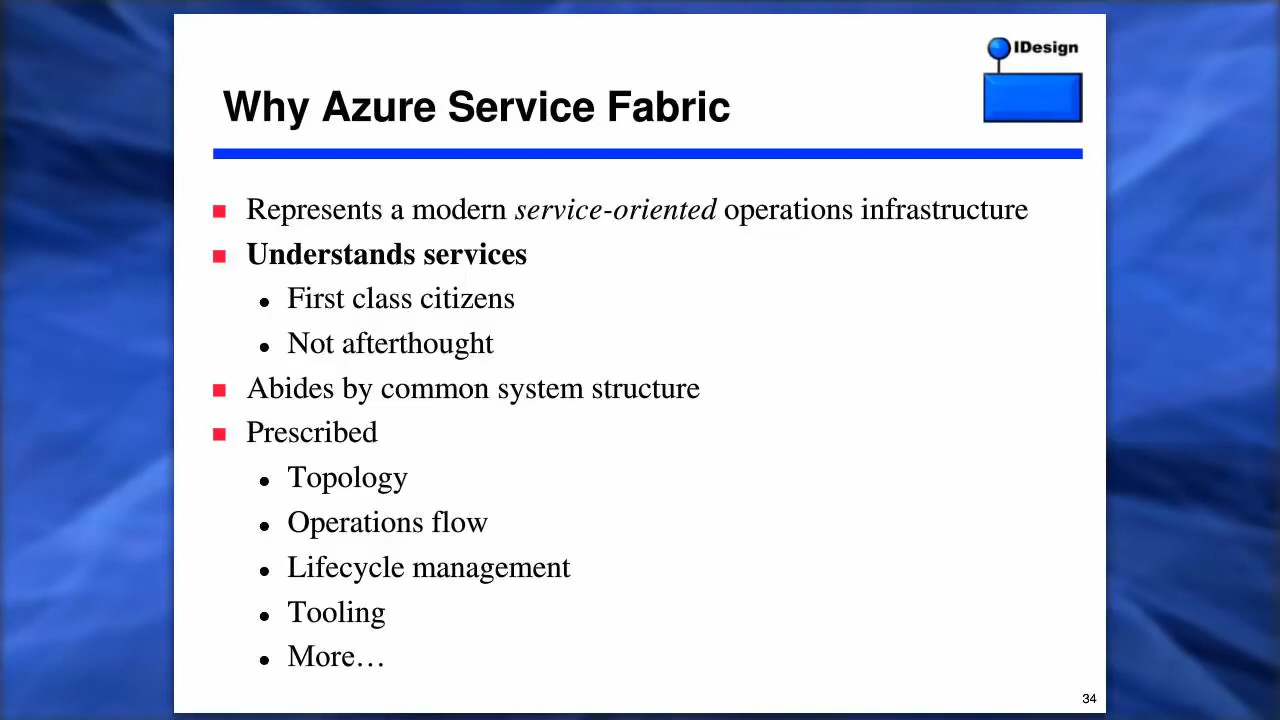 IDesign
Why Azure Service Fabric
Represents a modern service-oriented operations infrastructure
Understands services
First class citizens
Not afterthought
Abides by common system structure
Prescribed
Topology
Operations flow
Lifecycle management
Tooling
More…
34